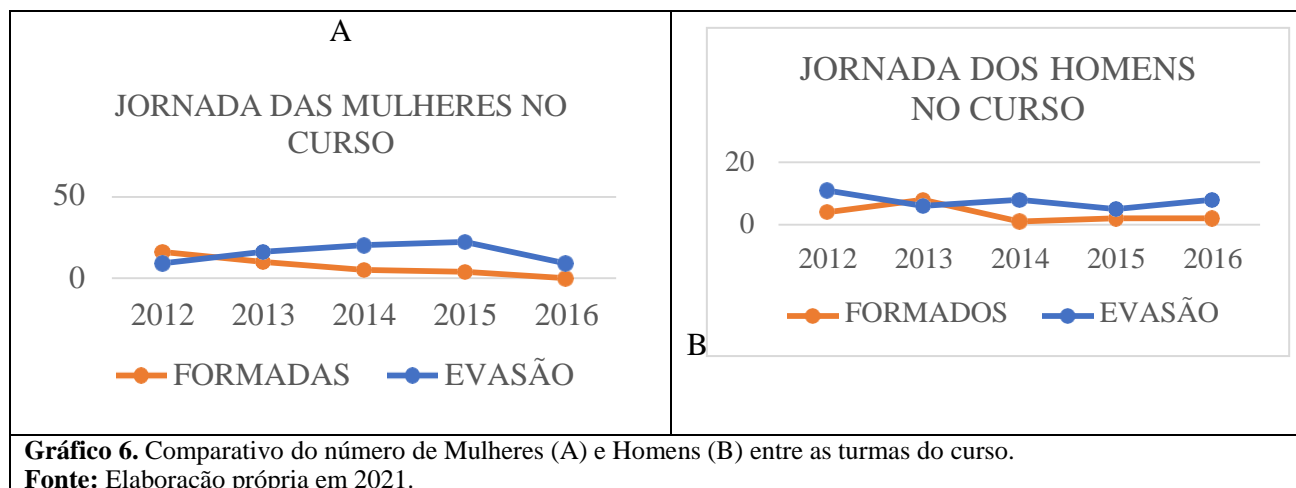 A
JORNADA DAS MULHERES NO
CURSO
50
0
2012 2013 2014 2015 2016
FORMADAS EVASÃO
JORNADA DOS HOMENS
NO CURSO
20
0
2012 2013 2014 2015 2016
FORMADOS EVASÃO
B
Gráfico 6. Comparativo do número de Mulheres (A) e Homens (B) entre as turmas do curso.
Fonte: Elaboração própria em 2021.